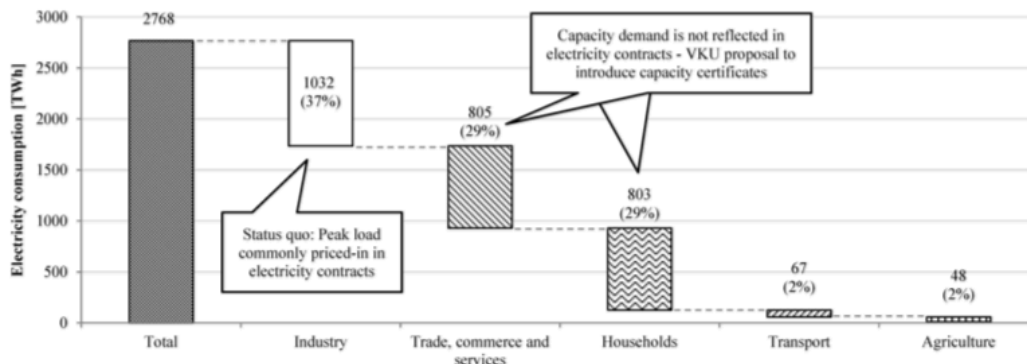 Electricity consumption [TWh]
3000
2500
2000
1500
1000
500
0
2768
1032
(37%)
805
(29%)
803
(29%)
67
(2%)
48
(2%)
Capacity demand is not reflected in
electricity contracts - VKU proposal to
introduce capacity certificates
Status quo: Peak load
commonly priced-in in
electricity contracts
Total
Industry
Trade, commerce and
services
Households
Transport
Agriculture